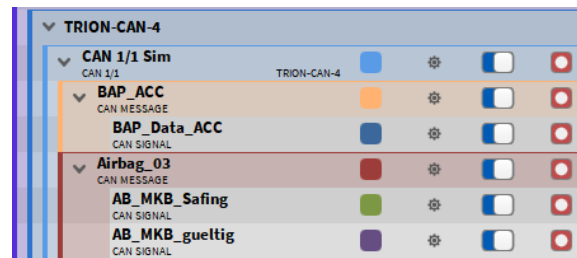 TRION-CAN-4
CAN 1/1 Sim
CAN 1/1 TRION-CAN-4
BAP_ACC
CAN MESSAGE
BAP_Data_ACC
CAN SIGNAL
Airbag_03
CAN MESSAGE
AB_MKB_Safing
CAN SIGNAL
AB_MKB_gueltig
CAN SIGNAL